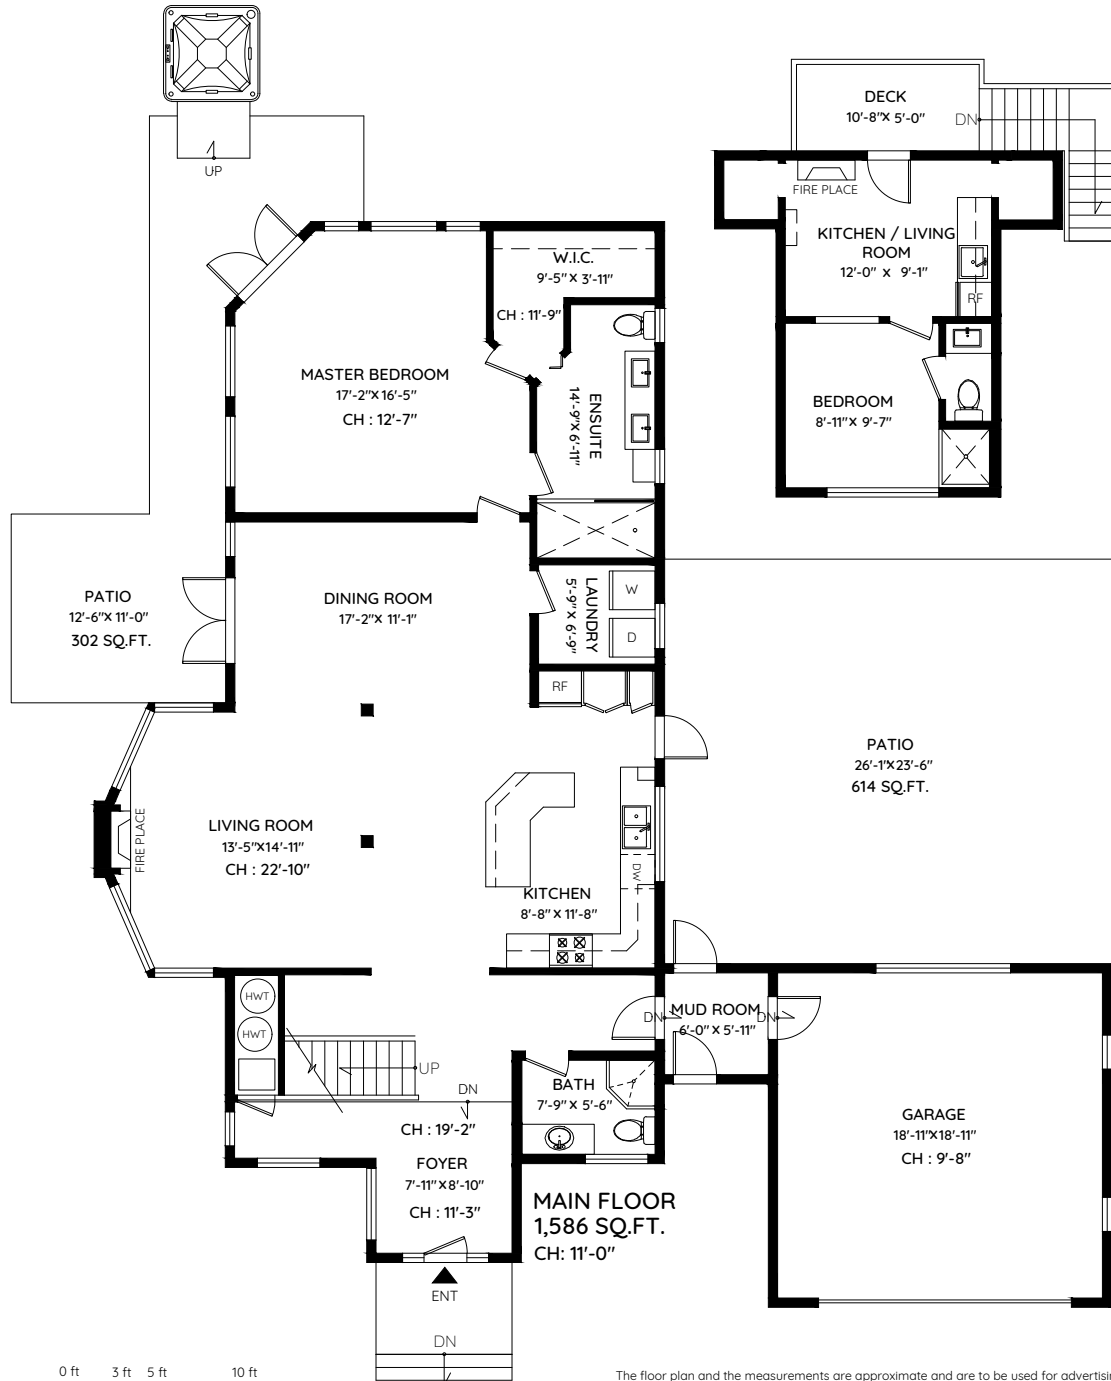 UP
DECK
10'-8"X 5'-0"
DN
FIRE PLACE
KITCHEN / LIVING
ROOM
12'-0" x 9'-1"
RF
BEDROOM
8'-11"X 9'-7"
W.I.C.
9'-5"X 3'-11"
CH : 11'-9"
MASTER BEDROOM
17'-2"X 16'-5"
CH : 12'-7"
ENSUITE
14'-9"X 6'-11"
PATIO
12'-6"X 11'-0"
302 SQ.FT.
DINING ROOM
17'-2"X 11'-1"
LAUNDRY
5'-9"X 6'-9"
W
D
RF
PATIO
26'-1"X 23'-6"
614 SQ.FT.
LIVING ROOM
13'-5"X14'-11"
CH : 22'-10"
FIRE PLACE
KITCHEN
8'-8"X 11'-8"
DW
HWT
HWT
UP
DN
MUD ROOM
6'-0"X 5'-11"
DN
DN
BATH
7'-9"X 5'-6"
CH : 19'-2"
FOYER
7'-11"X 8'-10"
CH : 11'-3"
GARAGE
18'-11"X18'-11"
CH : 9'-8"
MAIN FLOOR
1,586 SQ.FT.
CH: 11'-0"
ENT
DN
0 ft 3 ft 5 ft 10 ft
The floor plan and the measurements are approximate and are to be used for advertisi